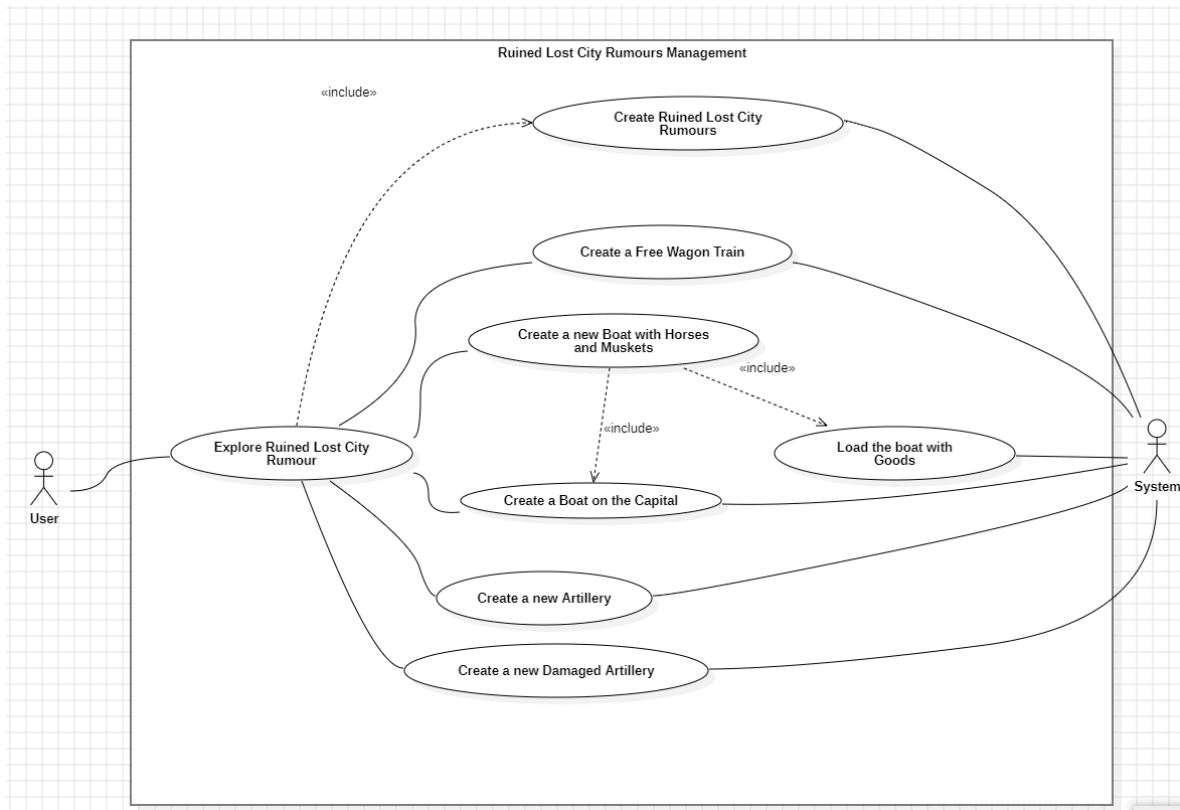 Ruined Lost City Rumours Management
«include»
Create Ruined Lost City
Rumours
Create a Free Wagon Train
Create a new Boat with Horses
and Muskets
«include»
«include»
Explore Ruined Lost City
Rumour
Load the boat with
Goods
Create a Boat on the Capital
User
System
Create a new Artillery
Create a new Damaged Artillery